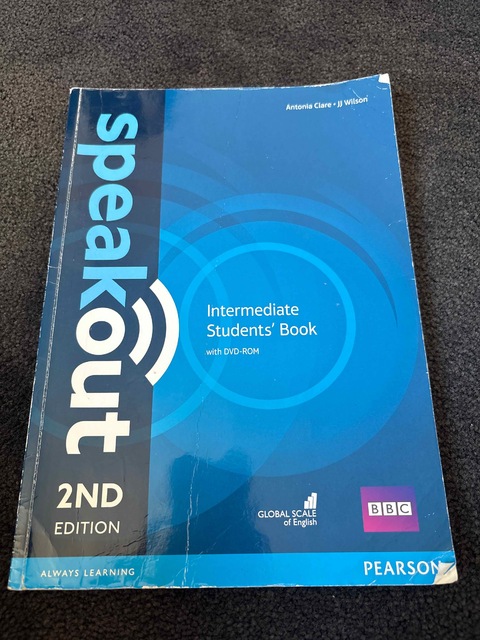 Antonia Clare • JJ Wilson
speakout
Intermediate
Students' Book
with DVD-ROM
2ND
EDITION
GLOBAL SCALE
of English
BBC
ALWAYS LEARNING
PEARSON